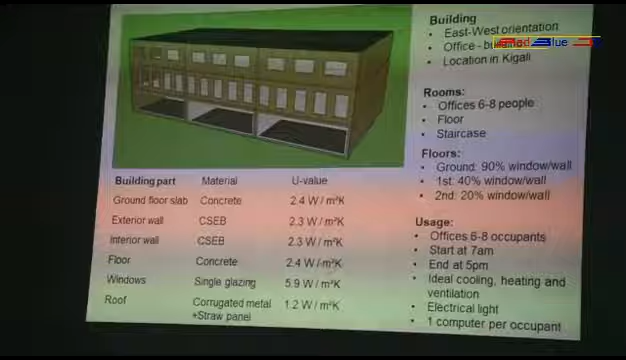 Building
• East-West orientation
• Office - building
• Location in Kigali
Rooms:
• Offices 6-8 people
• Floor
• Staircase
Floors:
• Ground: 90% window/wall
• 1st: 40% window/wall
• 2nd: 20% window/wall
Usage:
• Offices 6-8 occupants
• Start at 7am
• End at 5pm
• Ideal cooling, heating and
ventilation
• Electrical light
• 1 computer per occupant
Building part Material U-value
Ground floor slab Concrete 2.4 W / m²K
Exterior wall CSEB 2.3 W / m²K
Interior wall CSEB 2.3 W / m²K
Floor Concrete 2.4 W / m²K
Windows Single glazing 5.9 W / m²K
Roof Corrugated metal 1.2 W / m²K
+Straw panel